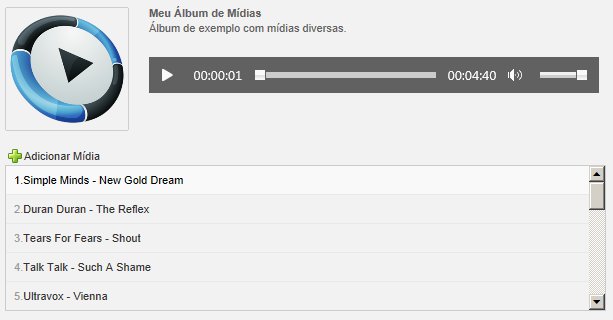 Meu Álbum de Mídias
Álbum de exemplo com mídias diversas.
00:00:01 00:04:40
Adicionar Mídia
1.Simple Minds - New Gold Dream
2.Duran Duran - The Reflex
3.Tears For Fears - Shout
4.Talk Talk - Such A Shame
5.Ultravox - Vienna